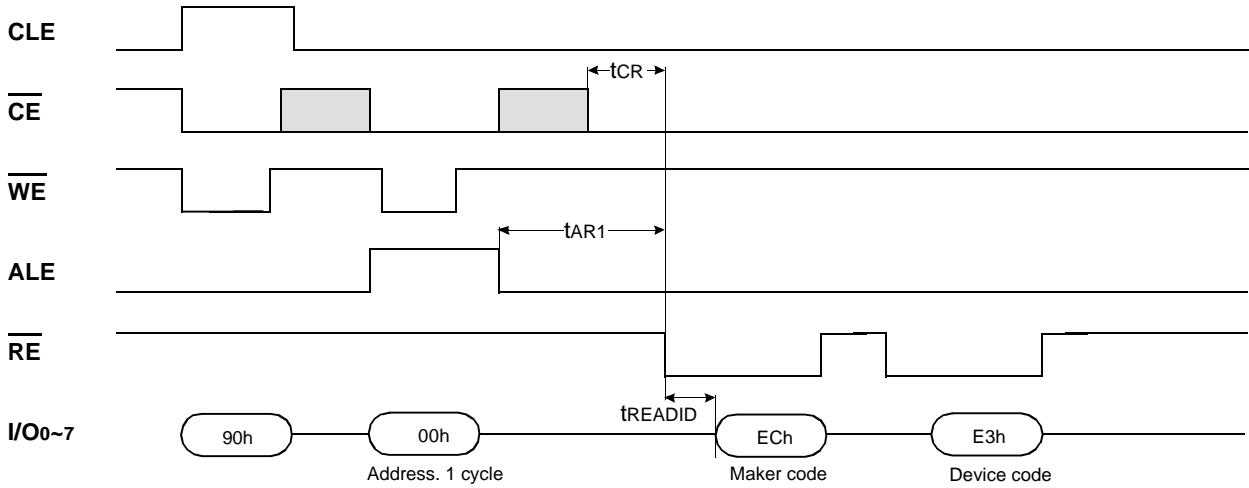 CLE
tCR
CE
WE
tAR1
ALE
RE
tREADID
I/O0~7
90h
00h
ECh
E3h
Address. 1 cycle
Maker code
Device code